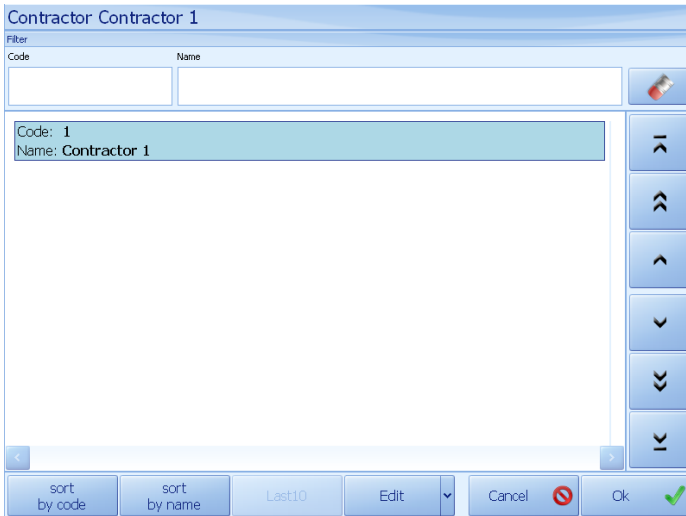 Contractor Contractor 1
Filter
Code Name
Code: 1
Name: Contractor 1
sort by code
sort by name
Last10
Edit
Cancel
Ok